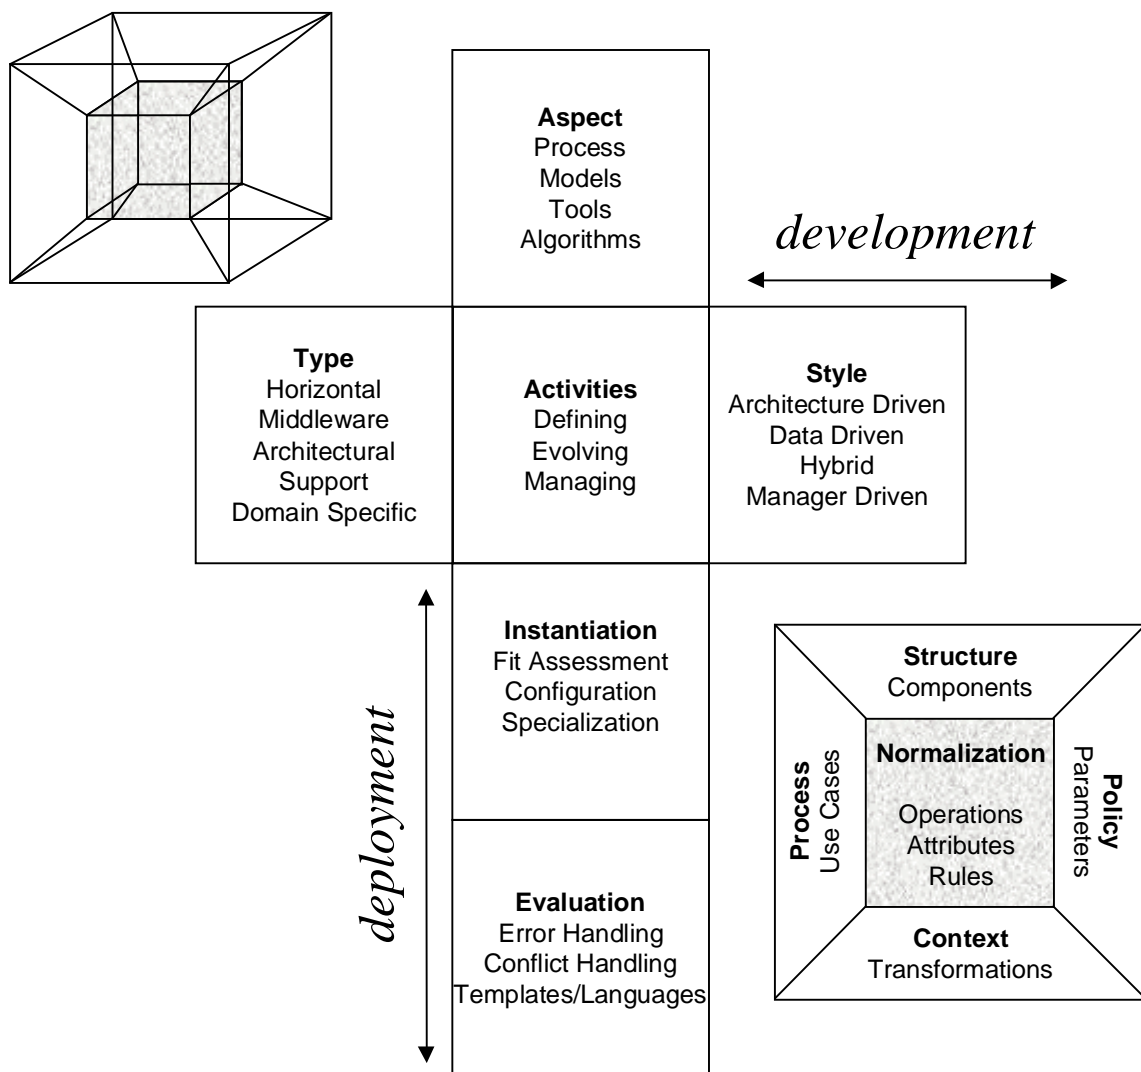 Aspect
Process
Models
Tools
Algorithms
development
Type
Horizontal
Middleware
Architectural
Support
Domain Specific
Activities
Defining
Evolving
Managing
Style
Architecture Driven
Data Driven
Hybrid
Manager Driven
deployment
Instantiation
Fit Assessment
Configuration
Specialization
Evaluation
Error Handling
Conflict Handling
Templates/Languages
Structure
Components
Process
Use Cases
Normalization
Operations
Attributes
Rules
Policy
Parameters
Context
Transformations